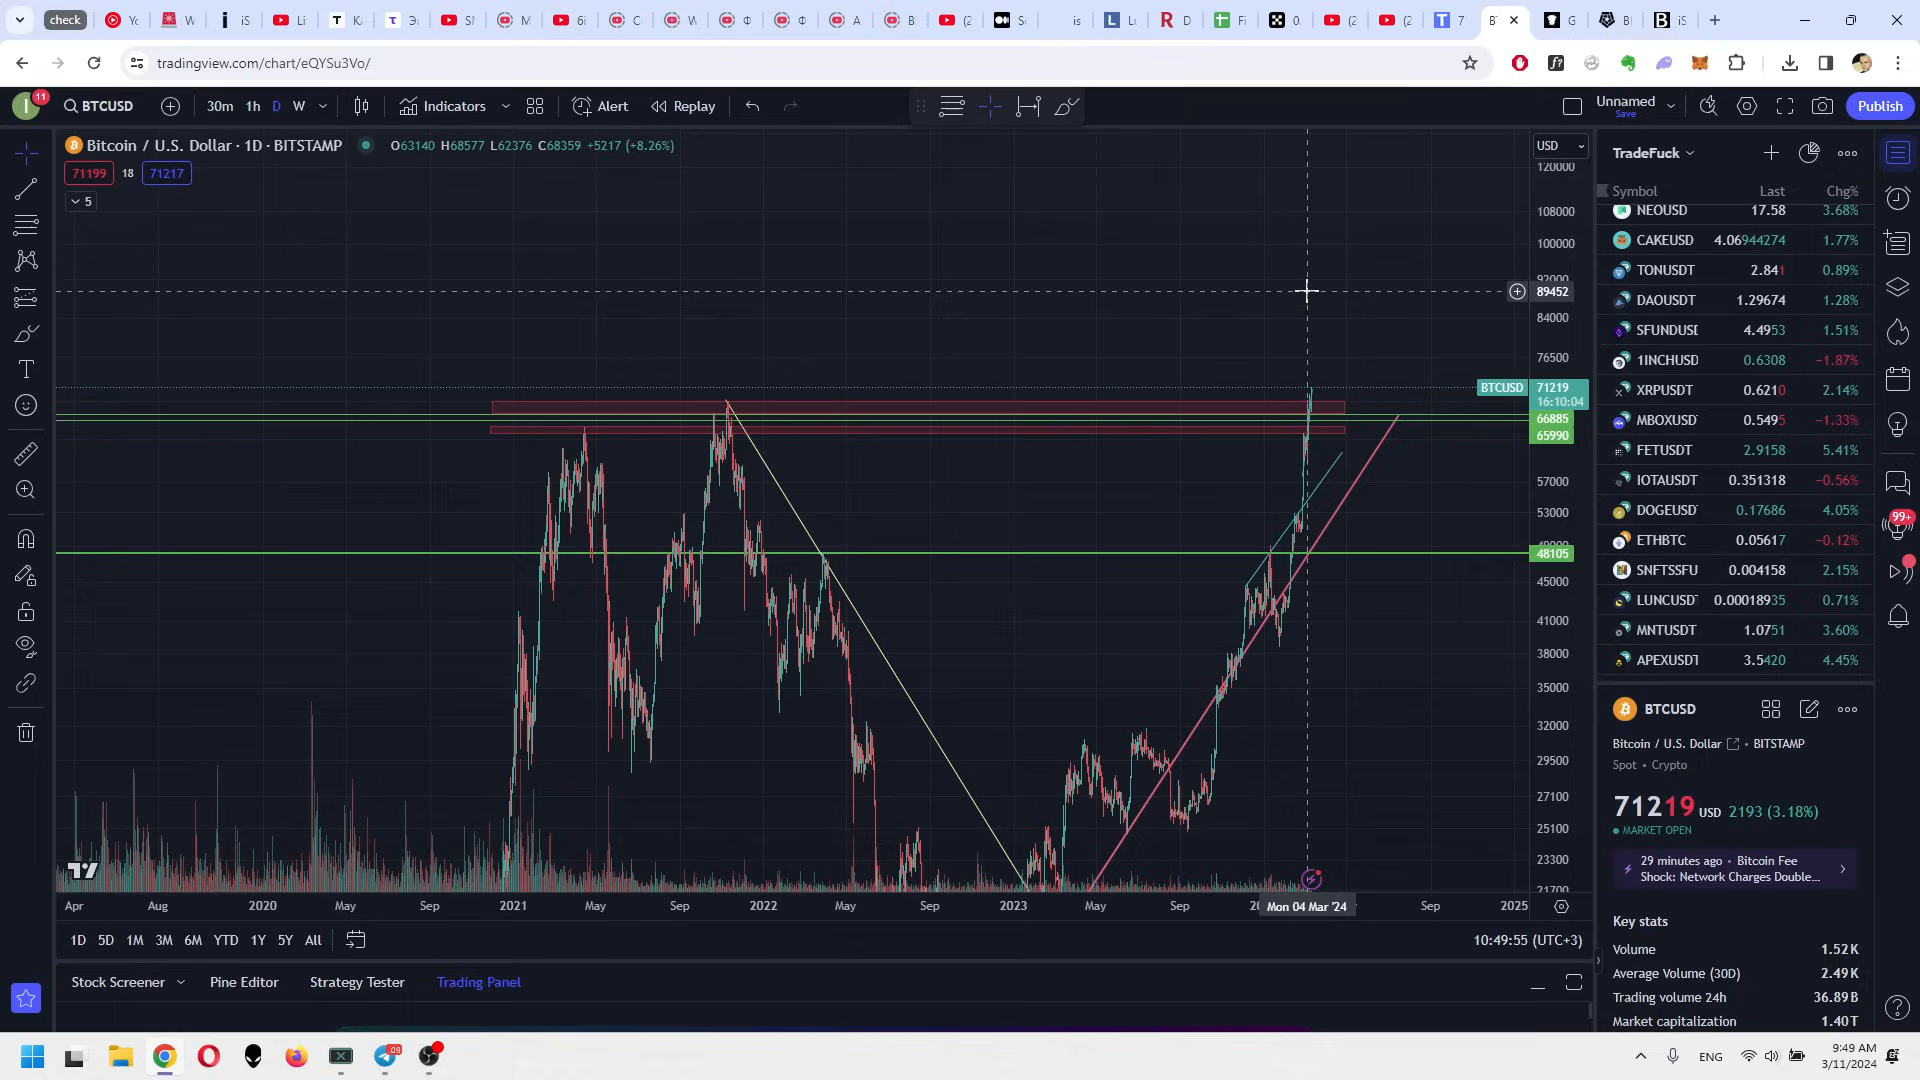 check
tradingview.com/chart/eQYSu3Vo/
11
BTCUSD
30m 1h D W
Indicators
Alert
Replay
Unnamed
Save
Publish
Bitcoin / U.S. Dollar · 1D · BITSTAMP
O63140 H68577 L62376 C68359 +5217 (+8.26%)
71199 18 71217
5
USD
120000
108000
100000
92000
89452
84000
76500
BTCUSD 71219
16:10:04
66885
65990
57000
53000
49000
48105
45000
41000
38000
35000
32000
29500
27100
25100
23300
21700
Apr Aug 2020 May Sep 2021 May Sep 2022 May Sep 2023 May Sep Mon 04 Mar '24 Sep 2025
1D 5D 1M 3M 6M YTD 1Y 5Y All
10:49:55 (UTC+3)
Stock Screener Pine Editor Strategy Tester Trading Panel
TradeFuck
Symbol Last Chg%
NEOUSD 17.58 3.68%
CAKEUSD 4.06944274 1.77%
TONUSDT 2.841 0.89%
DAOUSDT 1.29674 1.28%
SFUNDUSD 4.4953 1.51%
1INCHUSD 0.6308 −1.87%
XRPUSDT 0.6210 2.14%
MBOXUSD 0.5495 −1.33%
FETUSDT 2.9158 5.41%
IOTAUSDT 0.351318 −0.56%
DOGEUSD 0.17686 4.05%
ETHBTC 0.05617 −0.12%
SNFTSSFU 0.004158 2.15%
LUNCUSD 0.00018935 0.71%
MNTUSDT 1.0751 3.60%
APEXUSDT 3.5420 4.45%
99+
BTCUSD
Bitcoin / U.S. Dollar · BITSTAMP
Spot · Crypto
71219 USD 2193 (3.18%)
MARKET OPEN
29 minutes ago · Bitcoin Fee
Shock: Network Charges Double...
Key stats
Volume 1.52K
Average Volume (30D) 2.49K
Trading volume 24h 36.89B
Market capitalization 1.40T
ENG
9:49 AM
3/11/2024